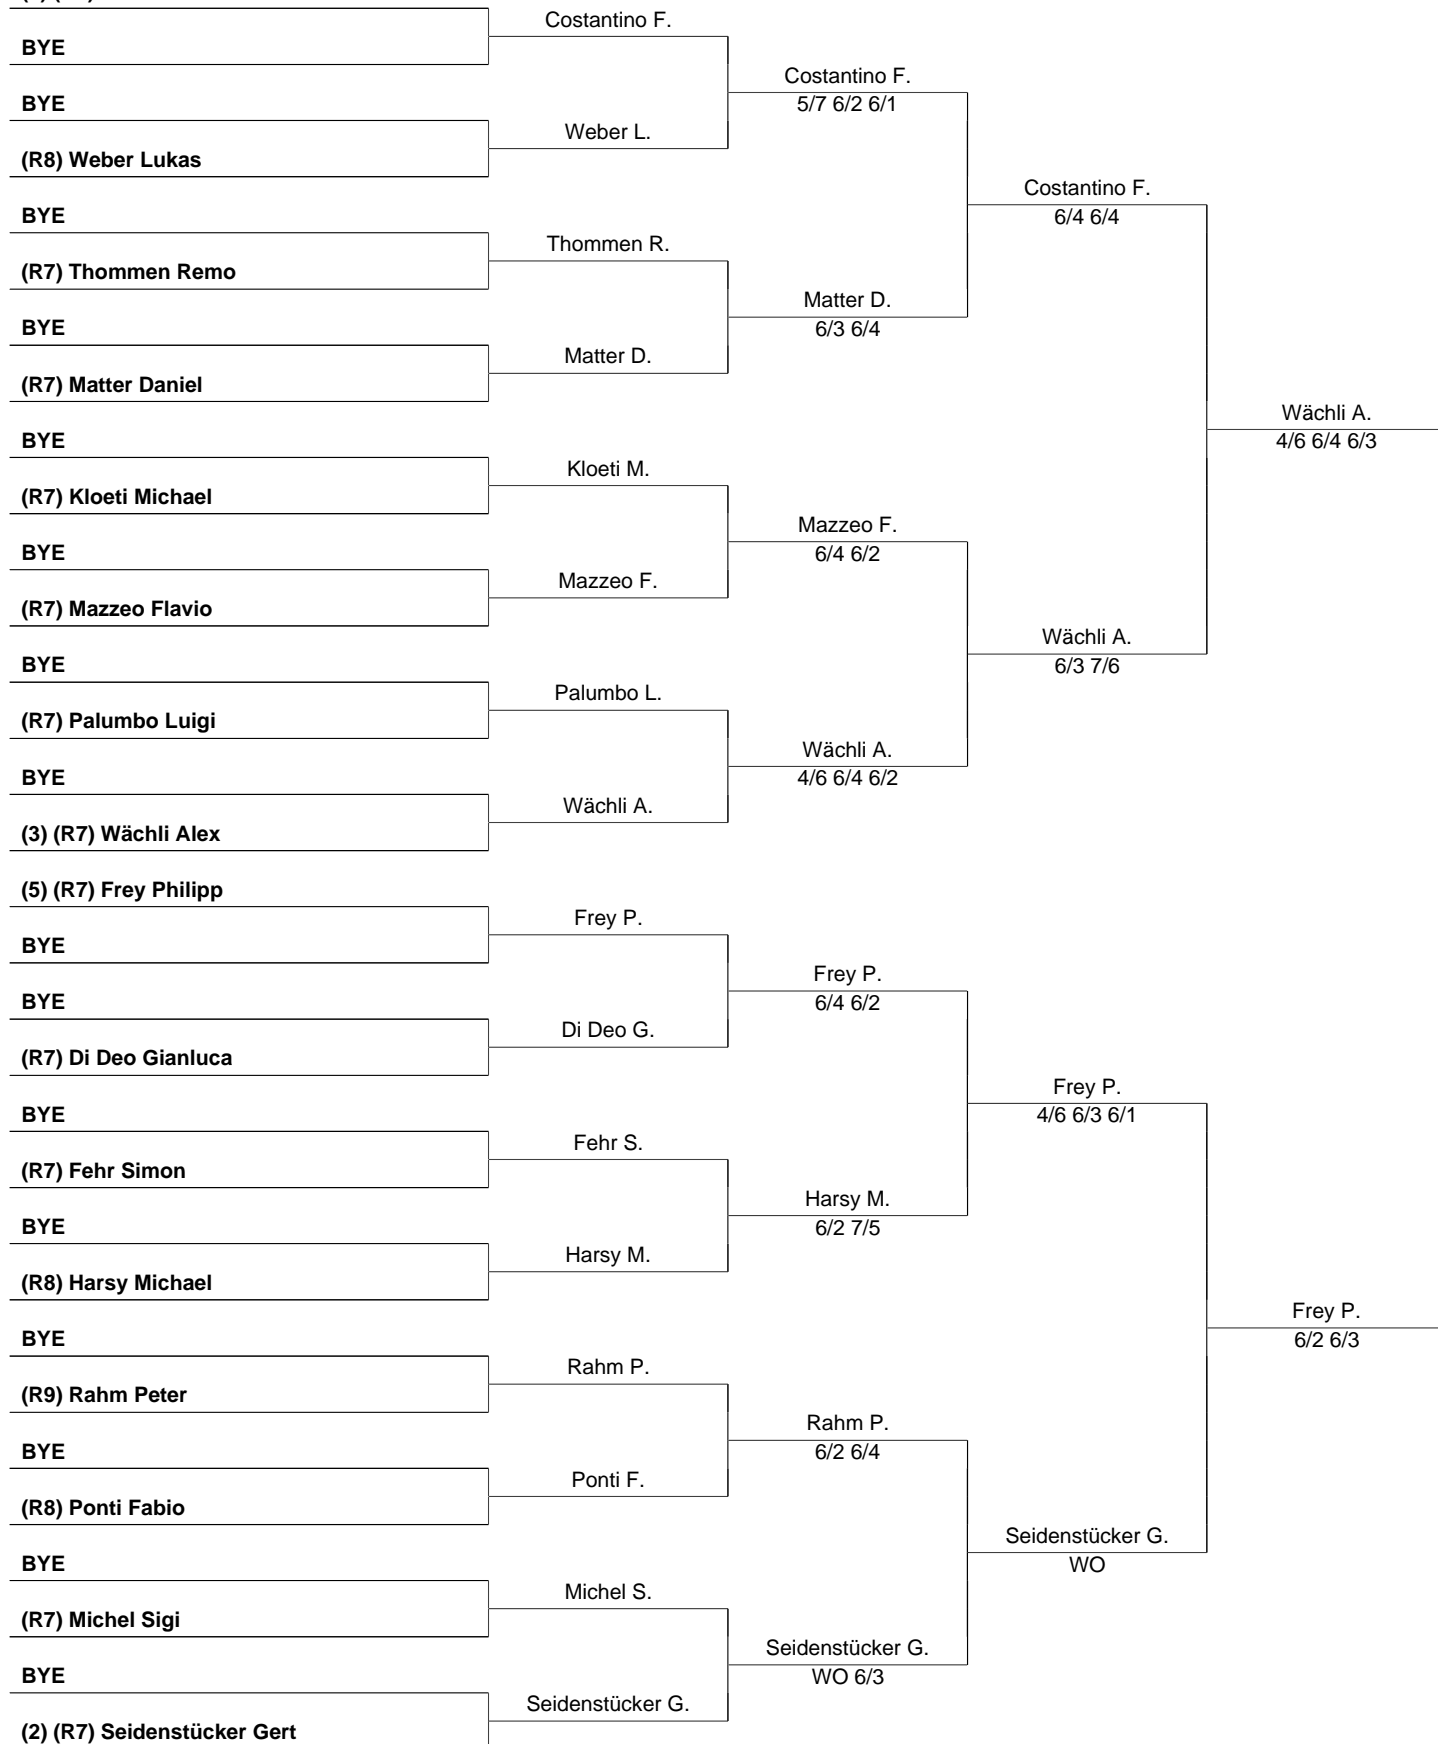 BYE
BYE
(R8) Weber Lukas
BYE
(R7) Thommen Remo
BYE
(R7) Matter Daniel
BYE
(R7) Kloeti Michael
BYE
(R7) Mazzeo Flavio
BYE
(R7) Palumbo Luigi
BYE
(3) (R7) Wächli Alex
(5) (R7) Frey Philipp
BYE
BYE
(R7) Di Deo Gianluca
BYE
(R7) Fehr Simon
BYE
(R8) Harsy Michael
BYE
(R9) Rahm Peter
BYE
(R8) Ponti Fabio
BYE
(R7) Michel Sigi
BYE
(2) (R7) Seidenstücker Gert
Costantino F.
Weber L.
Thommen R.
Matter D.
Kloeti M.
Mazzeo F.
Palumbo L.
Wächli A.
Frey P.
Di Deo G.
Fehr S.
Harsy M.
Rahm P.
Ponti F.
Michel S.
Seidenstücker G.
Costantino F.
5/7 6/2 6/1
Matter D.
6/3 6/4
Mazzeo F.
6/4 6/2
Wächli A.
4/6 6/4 6/2
Frey P.
6/4 6/2
Harsy M.
6/2 7/5
Rahm P.
6/2 6/4
Seidenstücker G.
WO 6/3
Costantino F.
6/4 6/4
Wächli A.
6/3 7/6
Frey P.
4/6 6/3 6/1
Seidenstücker G.
WO
Wächli A.
4/6 6/4 6/3
Frey P.
6/2 6/3